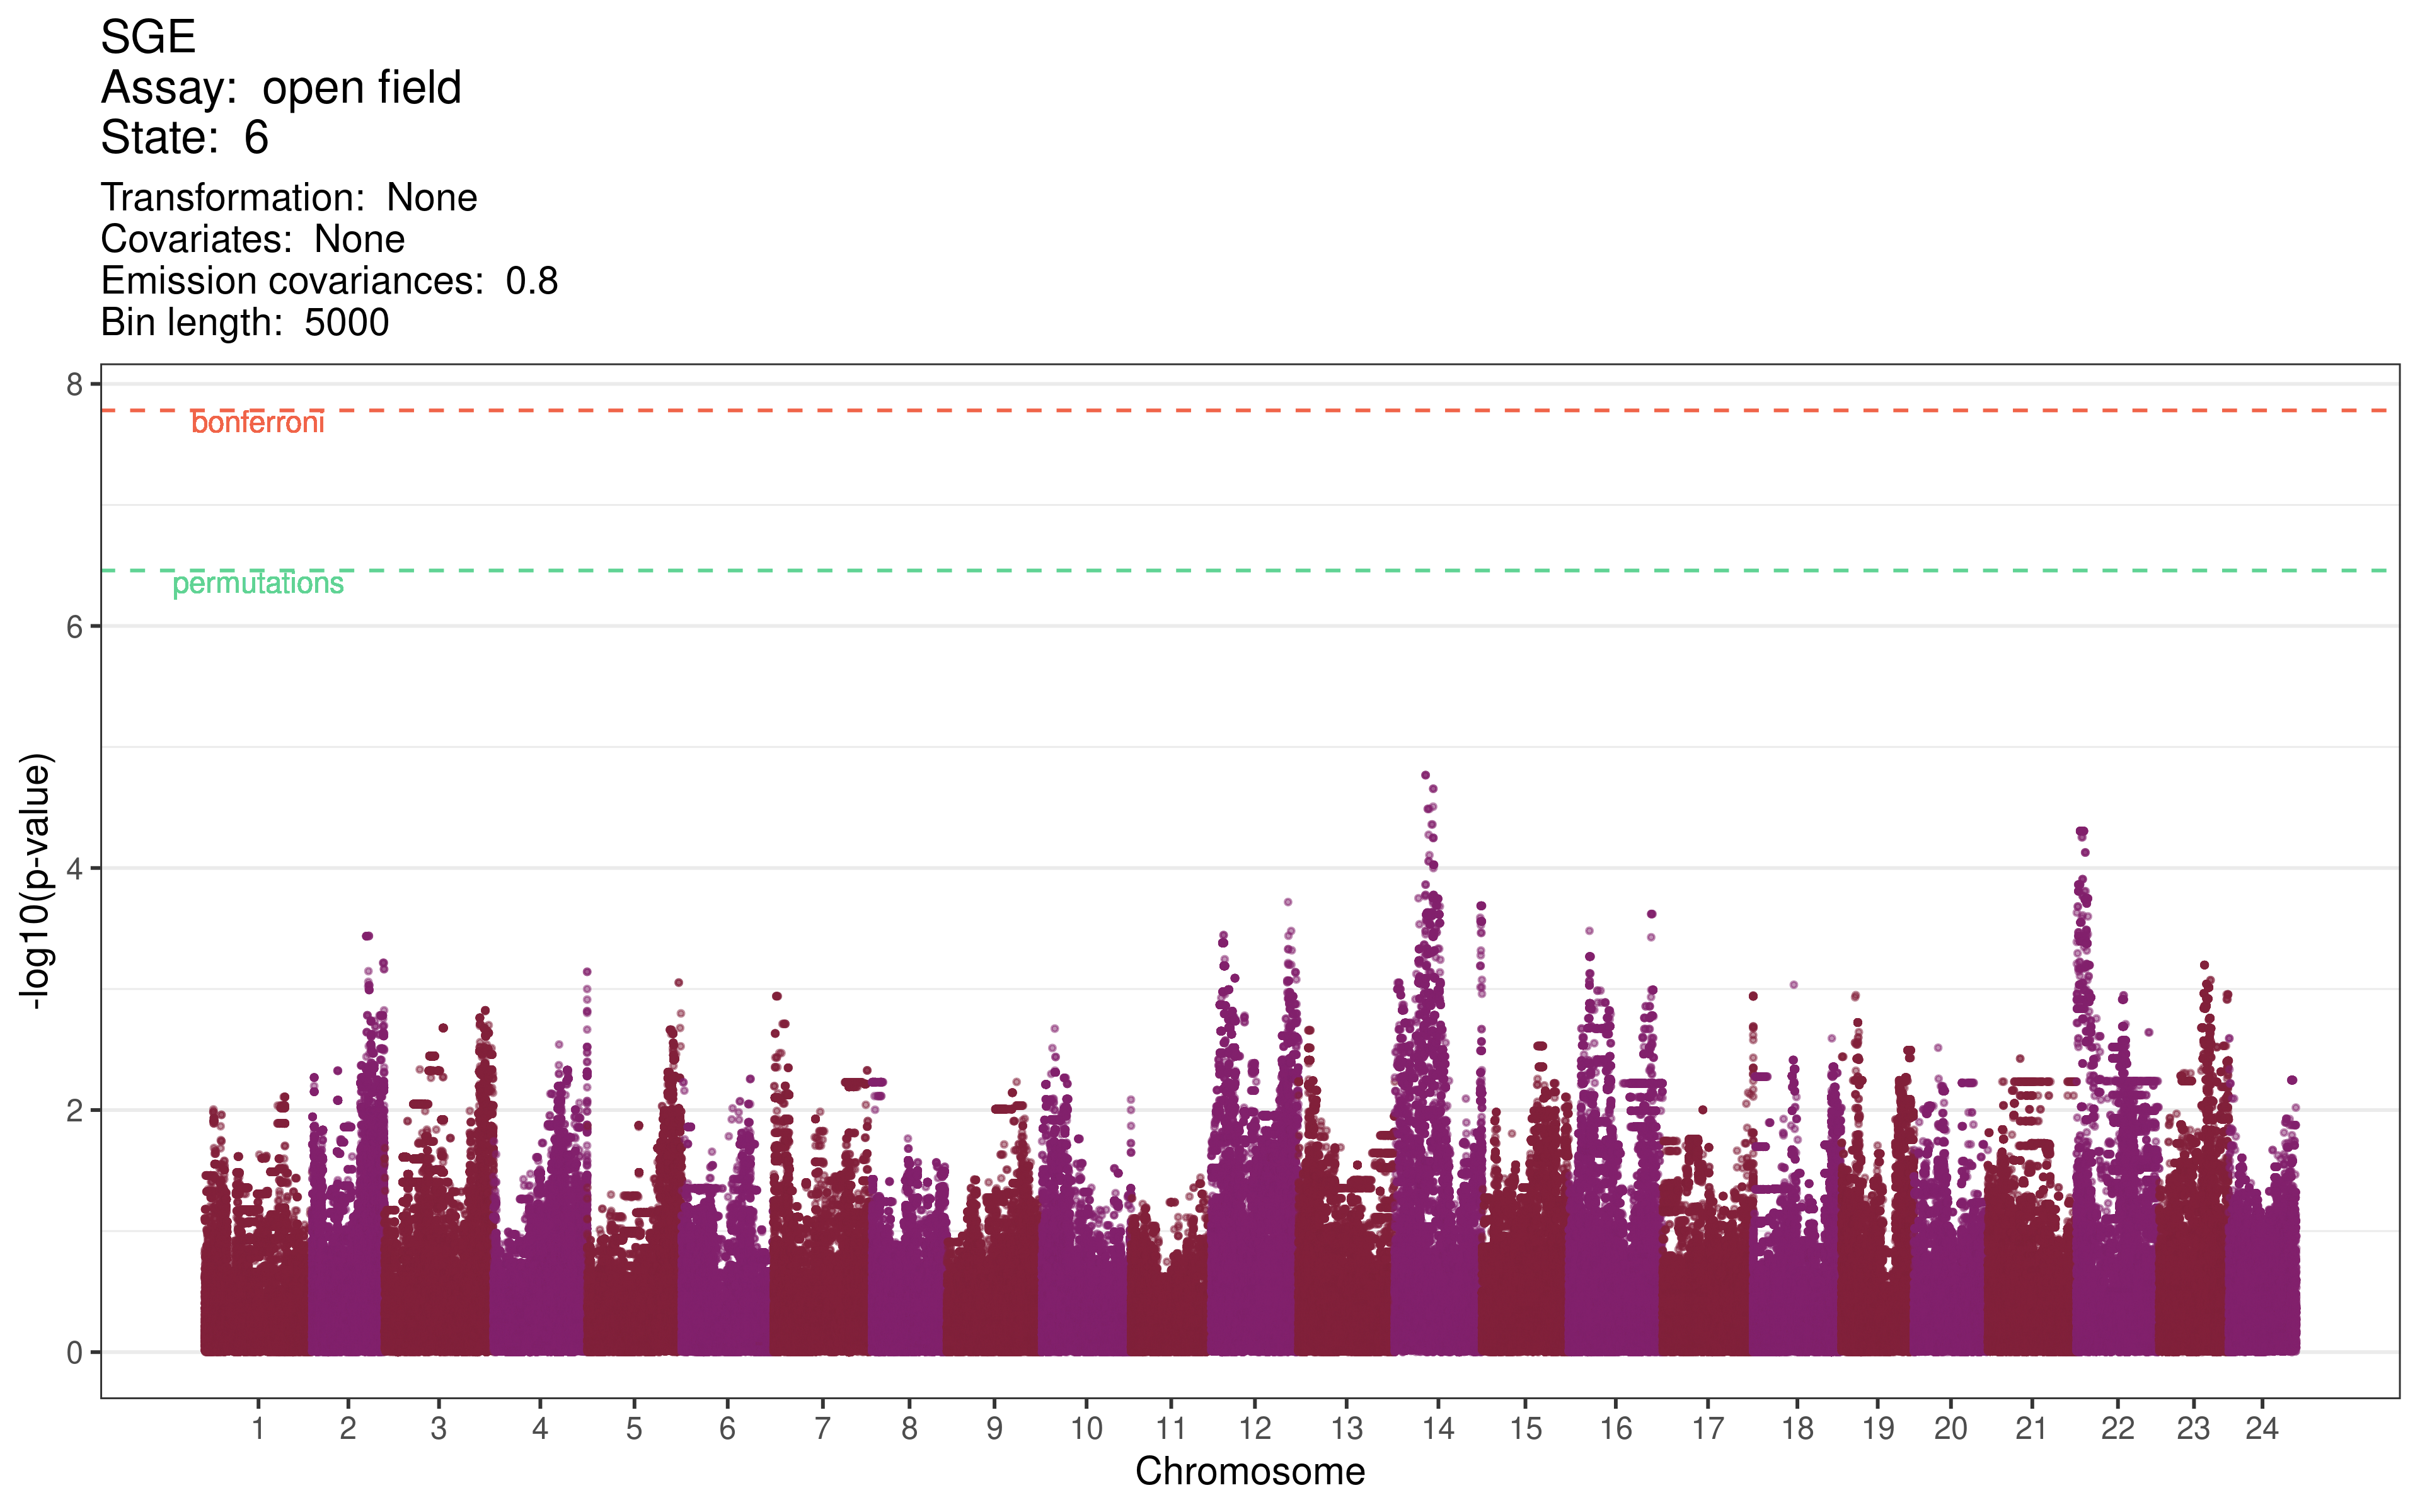 SGE
Assay:  open field
State:  6
Transformation:  None
Covariates:  None
Emission covariances:  0.8
Bin length:  5000
8
bonferroni
permutations
6
4
2
0
-log10(p-value)
1 2 3 4 5 6 7 8 9 10 11 12 13 14 15 16 17 18 19 20 21 22 23 24
Chromosome